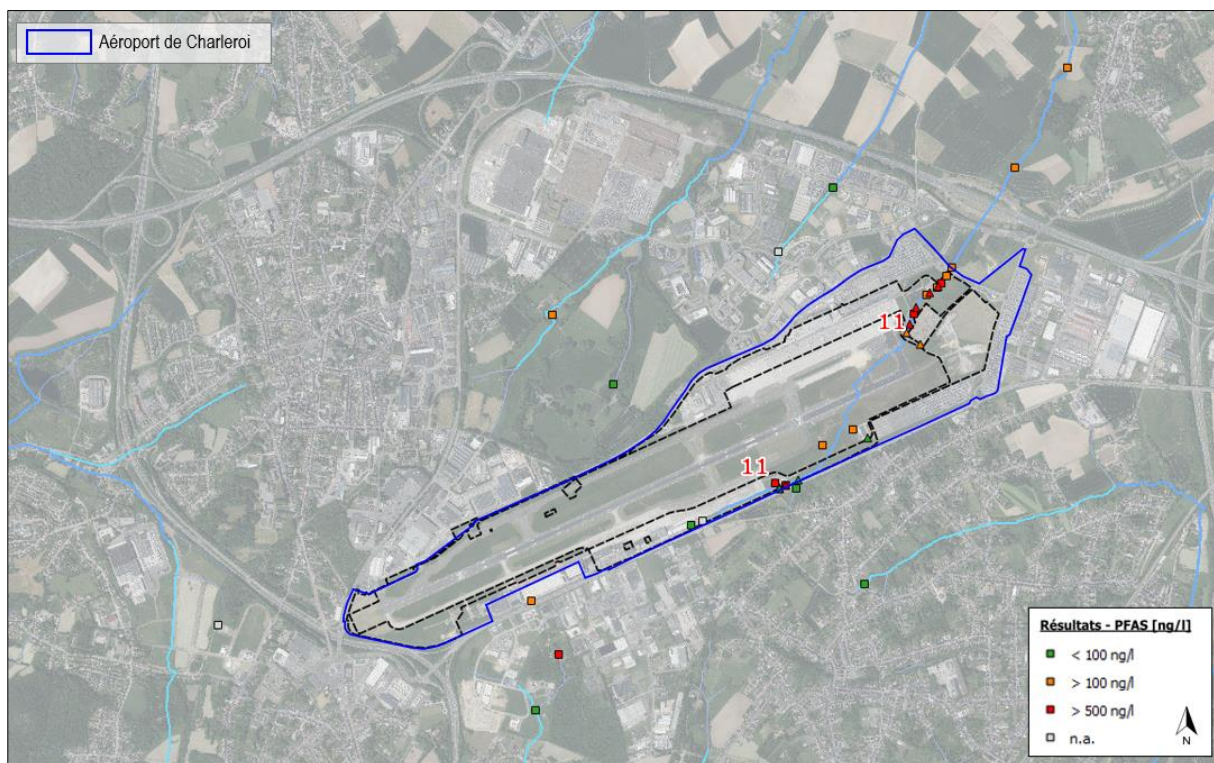 Aéroport de Charleroi
11
11
Résultats - PFAS [ng/l]
< 100 ng/l
> 100 ng/l
> 500 ng/l
n.a.
N